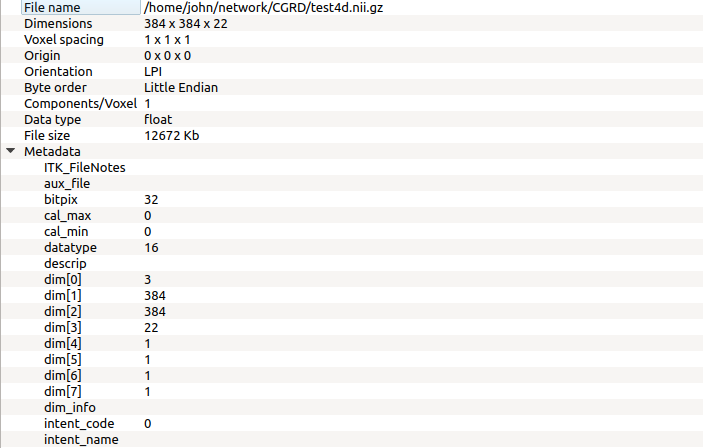 File name /home/john/network/CGRD/test4d.nii.gz
Dimensions 384 x 384 x 22
Voxel spacing 1 x 1 x 1
Origin 0 x 0 x 0
Orientation LPI
Byte order Little Endian
Components/Voxel 1
Data type float
File size 12672 Kb
Metadata
ITK_FileNotes
aux_file
bitpix 32
cal_max 0
cal_min 0
datatype 16
descrip
dim[0] 3
dim[1] 384
dim[2] 384
dim[3] 22
dim[4] 1
dim[5] 1
dim[6] 1
dim[7] 1
dim_info
intent_code 0
intent_name